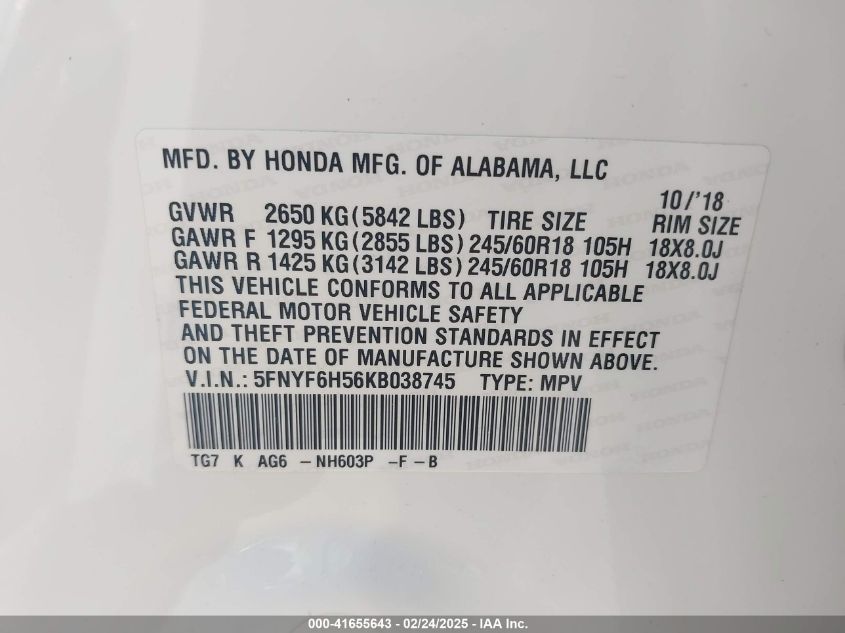 MFD. BY HONDA MFG. OF ALABAMA, LLC
10/'18
GVWR 2650 KG (5842 LBS) TIRE SIZE RIM SIZE
GAWR F 1295 KG (2855 LBS) 245/60R18 105H 18X8.0J
GAWR R 1425 KG (3142 LBS) 245/60R18 105H 18X8.0J
THIS VEHICLE CONFORMS TO ALL APPLICABLE
FEDERAL MOTOR VEHICLE SAFETY
AND THEFT PREVENTION STANDARDS IN EFFECT
ON THE DATE OF MANUFACTURE SHOWN ABOVE.
V.I.N.: 5FNYF6H56KB038745 TYPE: MPV
TG7 K AG6 - NH603P - F - B
000-41655643 - 02/24/2025 - IAA Inc.